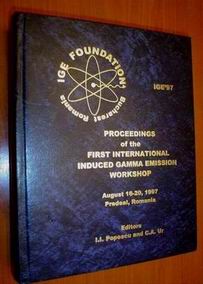 IGE FOUNDATION,
Bucharest
Romania
IGE'97
PROCEEDINGS
of the
FIRST INTERNATIONAL
INDUCED GAMMA EMISSION
WORKSHOP
August 16-20, 1997
Predeal, Romania
Editors
I.I. Popescu and C.A. Ur